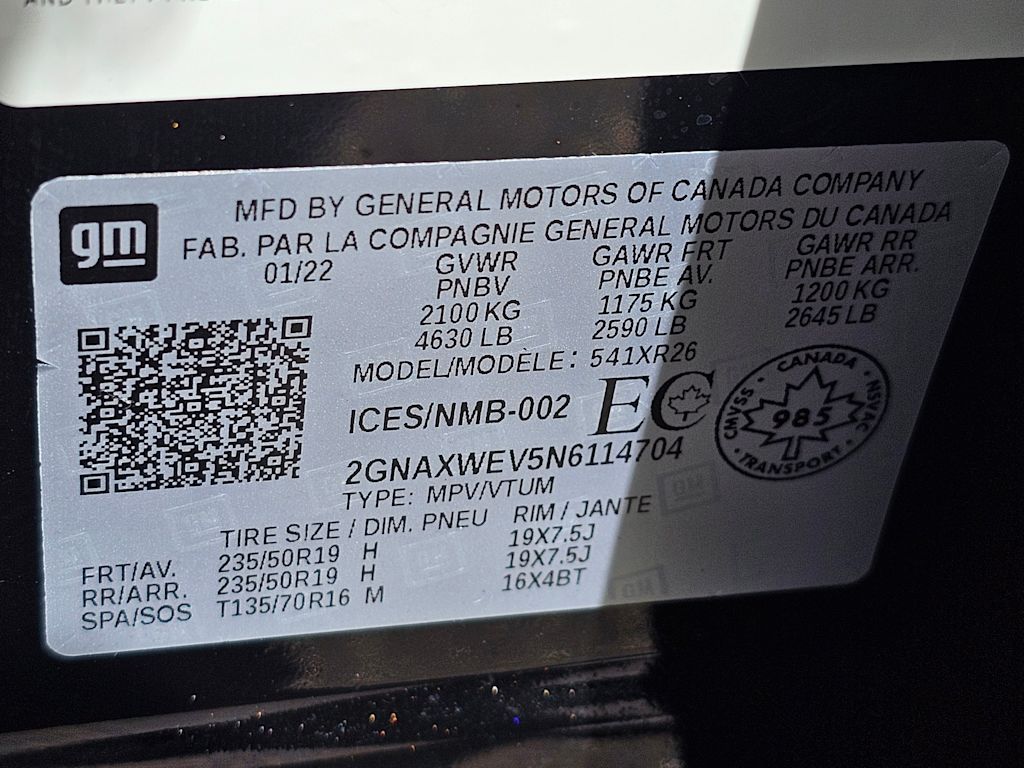 gm
MFD BY GENERAL MOTORS OF CANADA COMPANY
FAB. PAR LA COMPAGNIE GENERAL MOTORS DU CANADA
01/22
GVWR GAWR FRT GAWR RR
PNBV PNBE AV. PNBE ARR.
2100 KG 1175 KG 1200 KG
4630 LB 2590 LB 2645 LB
MODEL/MODÈLE: 541XR26
ICES/NMB-002 EC
CANADA
CMVSS 985 NSVAC
TRANSPORT
2GNAXWEV5N6114704
TYPE: MPV/VTUM
TIRE SIZE / DIM. PNEU RIM / JANTE
FRT/AV. 235/50R19 H 19X7.5J
RR/ARR. 235/50R19 H 19X7.5J
SPA/SOS T135/70R16 M 16X4BT
GM
GM